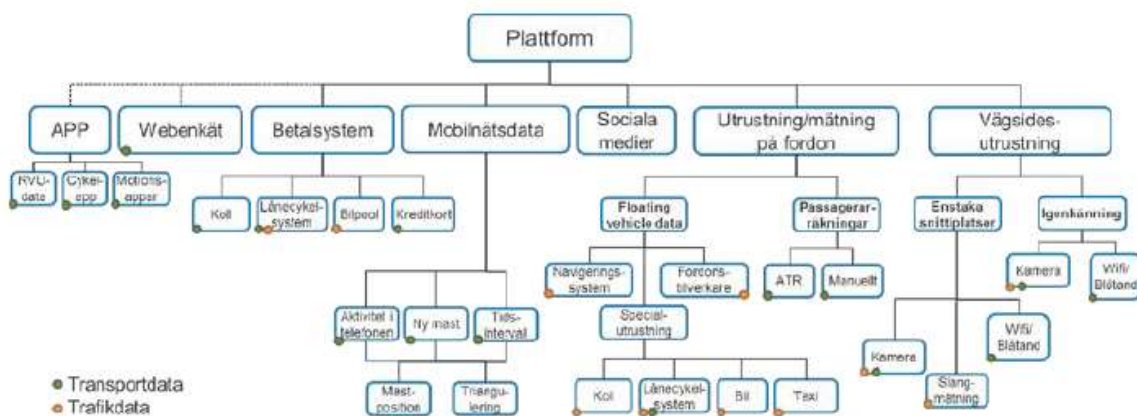 Plattform
APP
Webenkät
Betalsystem
Mobilnätsdata
Sociala
medier
Utrustning/mätning
på fordon
Vägsides-
utrustning
RVU-
data
Cykel-
app
Motions-
appar
Koll
Lånecykel-
system
Bilpool
Kreditkort
Floating
vehicle data
Passagerar-
räkningar
Enstaka
snittplatser
Igenkänning
Navigerings-
system
Fordons-
tillverkare
ATR
Manuellt
Kamera
Wifi/
Blåtand
Aktivitet i
telefonen
Ny mast
Tids-
interval
Special-
utrustning
Kamera
Wifi/
Blåtand
Mast-
position
Triangu-
lering
Koll
Lånecykel-
system
Bil
Taxi
Slang-
mätning
Transportdata
Trafikdata